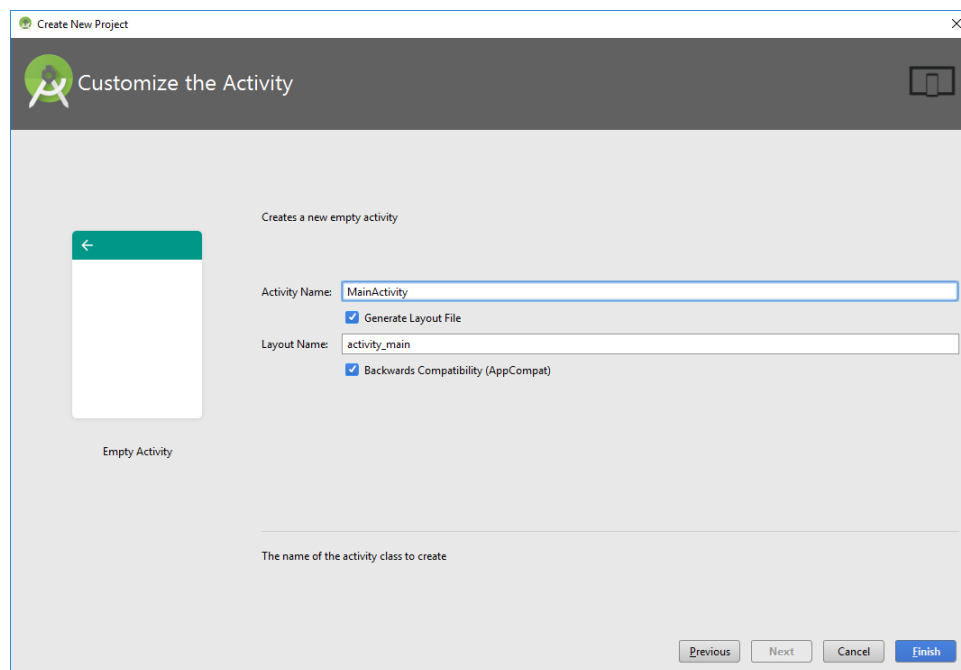 Create New Project
Customize the Activity
Creates a new empty activity
Activity Name: MainActivity
Generate Layout File
Layout Name: activity_main
Backwards Compatibility (AppCompat)
Empty Activity
The name of the activity class to create
Previous Next Cancel Finish